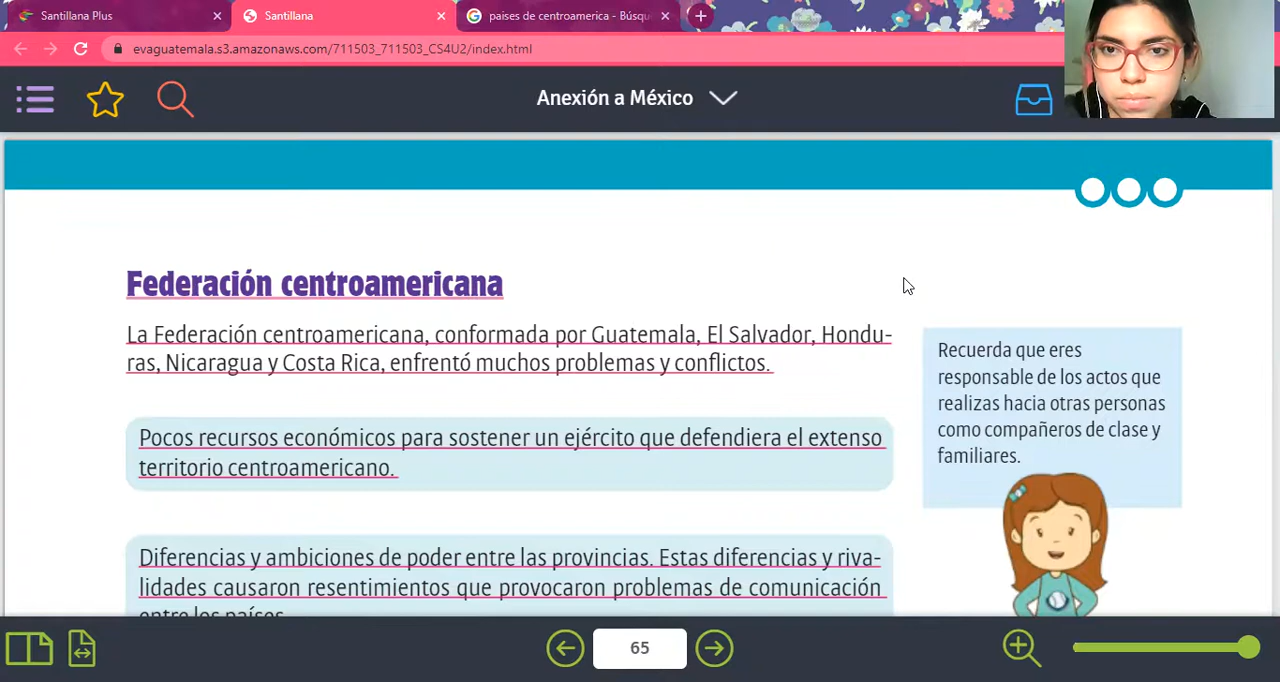 Santillana Plus
Santillana
paises de centroamerica - Búsqu
evaguatemala.s3.amazonaws.com/711503_711503_CS4U2/index.html
Anexión a México
Federación centroamericana
La Federación centroamericana, conformada por Guatemala, El Salvador, Hondu-
ras, Nicaragua y Costa Rica, enfrentó muchos problemas y conflictos.
Pocos recursos económicos para sostener un ejército que defendiera el extenso
territorio centroamericano.
Diferencias y ambiciones de poder entre las provincias. Estas diferencias y riva-
lidades causaron resentimientos que provocaron problemas de comunicación
entre los países.
Recuerda que eres
responsable de los actos que
realizas hacia otras personas
como compañeros de clase y
familiares.
65